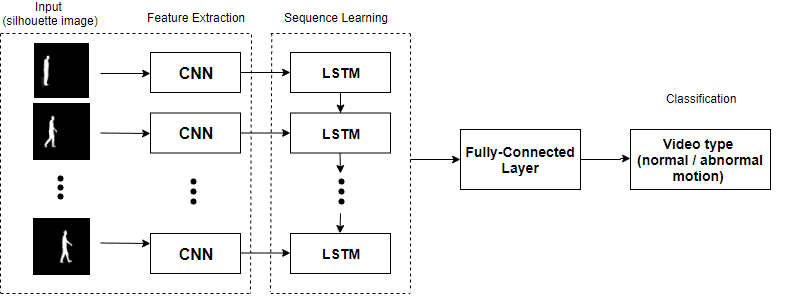 Input
(silhouette image)
Feature Extraction
Sequence Learning
CNN
LSTM
Classification
CNN
LSTM
Fully-Connected
Layer
Video type
(normal / abnormal
motion)
CNN
LSTM